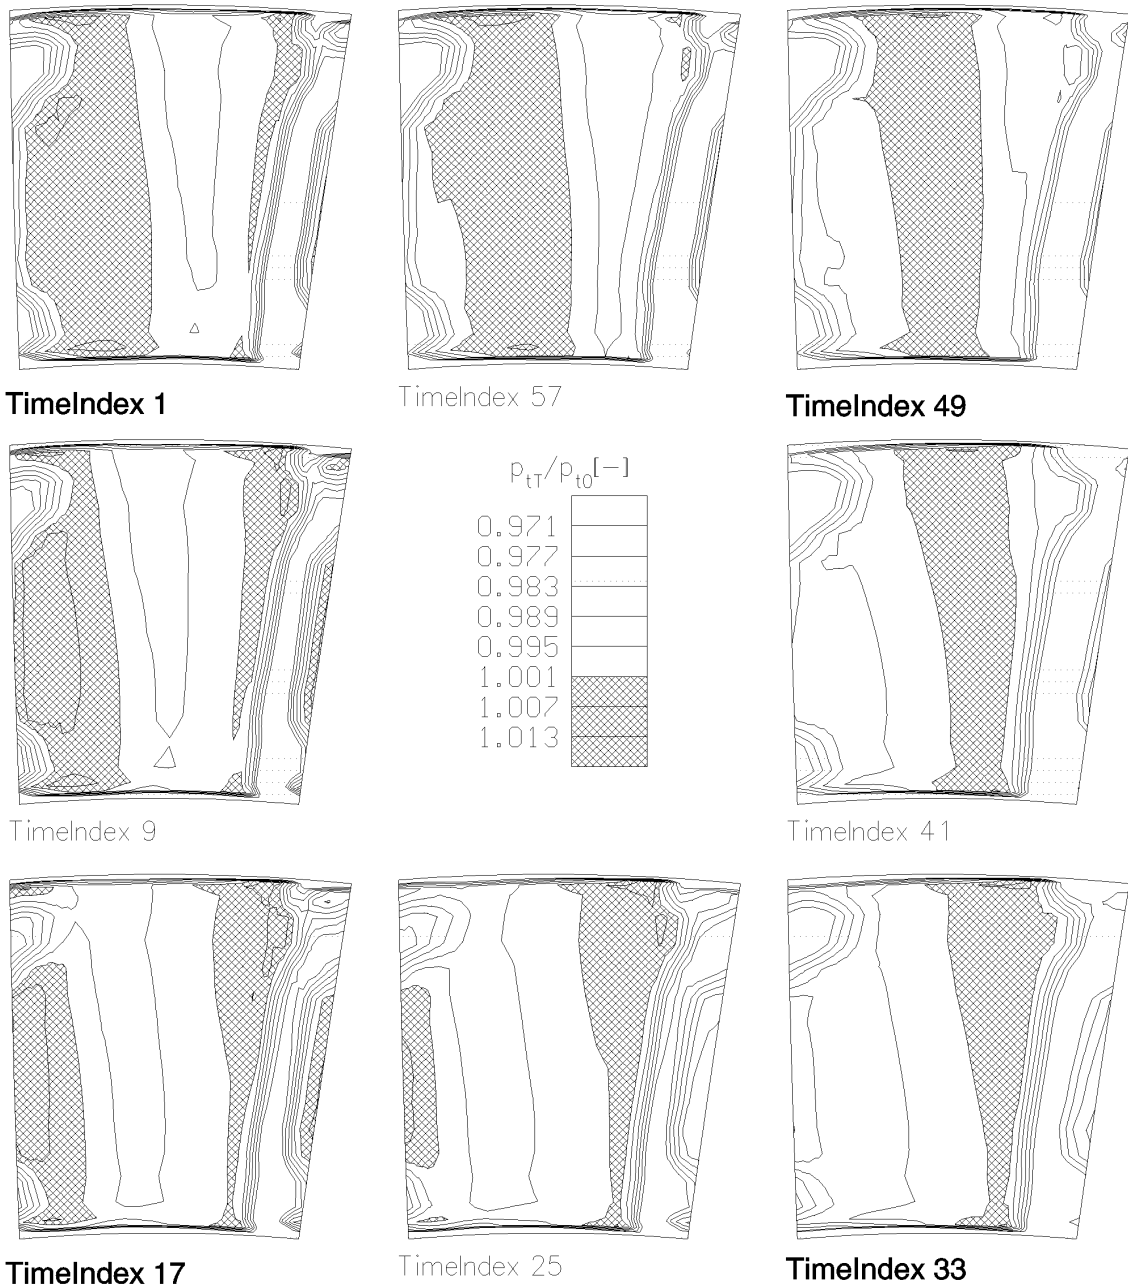 TimeIndex 1
TimeIndex 57
TimeIndex 49
p_tT/p_t0[−]
0.971
0.977
0.983
0.989
0.995
1.001
1.007
1.013
TimeIndex 9
TimeIndex 41
TimeIndex 17
TimeIndex 25
TimeIndex 33